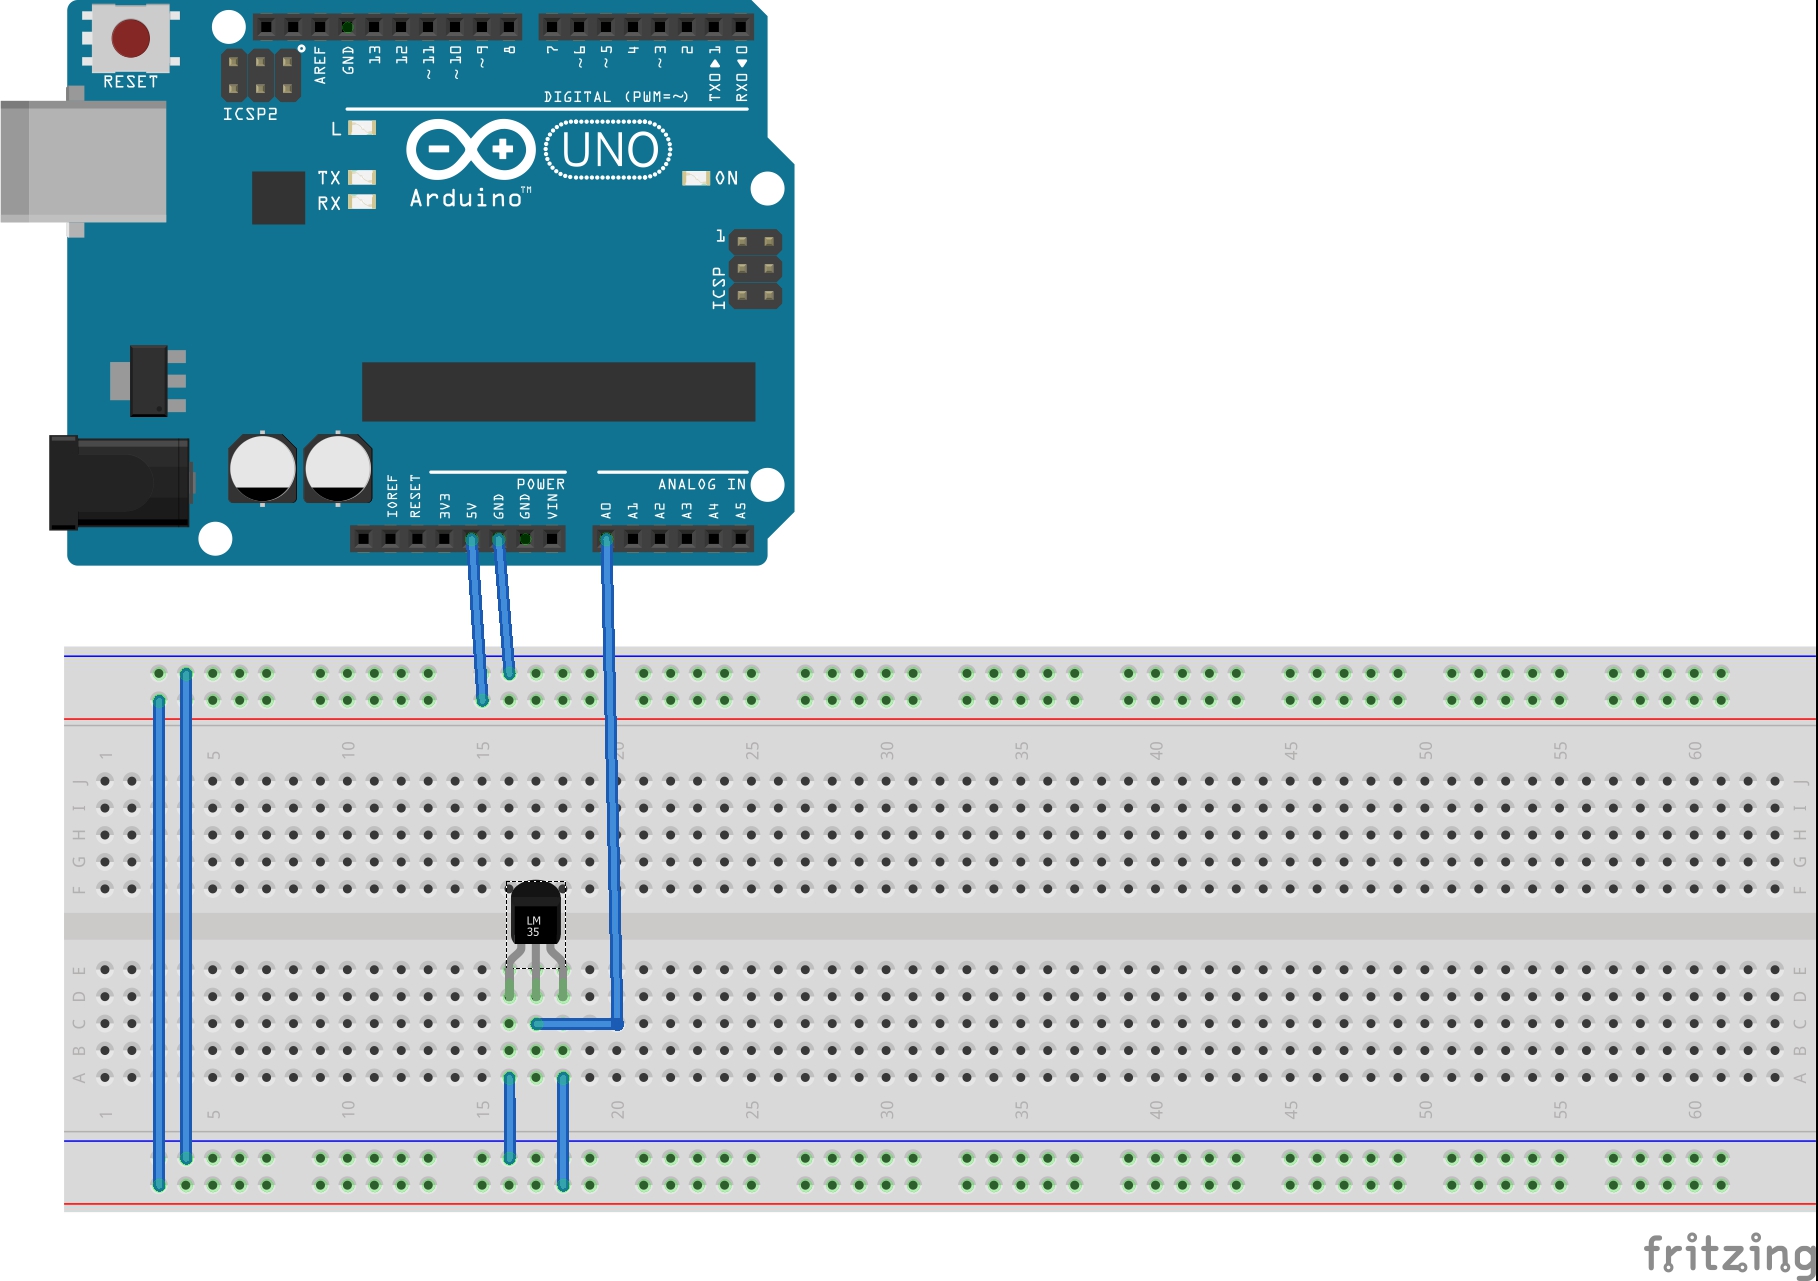 RESET
ICSP2
AREF
GND
13
12
~11
~10
~9
8
7
~6
~5
4
~3
2
TX0▶1
RX0◀0
DIGITAL (PWM=~)
L
TX
RX
Arduino™
UNO
ON
1
ICSP
IOREF
RESET
3V3
5V
GND
GND
VIN
POWER
A0
A1
A2
A3
A4
A5
ANALOG IN
1 5 10 15 20 25 30 35 40 45 50 55 60
J J
I I
H H
G G
F F
LM
35
E E
D D
C C
B B
A A
1 5 10 15 20 25 30 35 40 45 50 55 60
fritzing